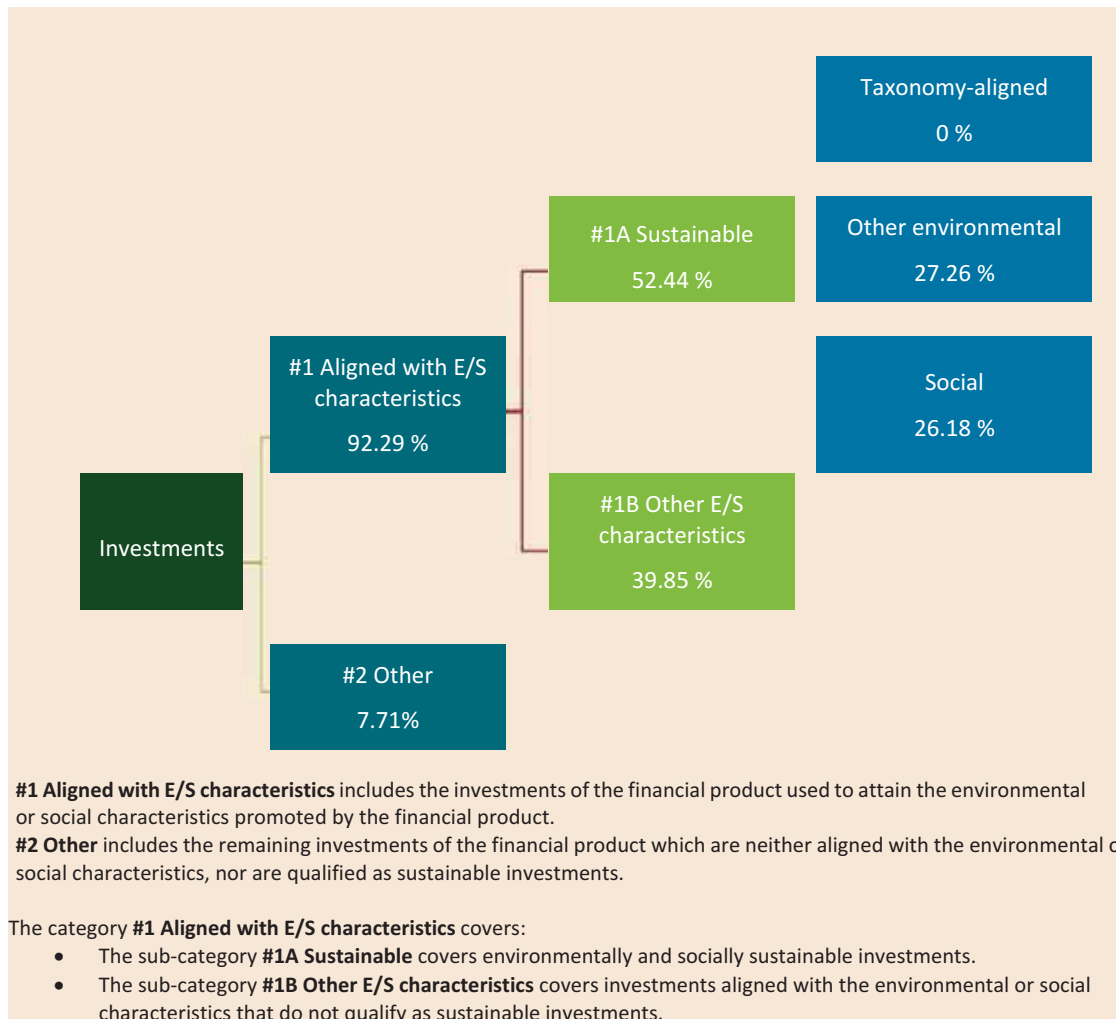 Taxonomy-aligned
0 %
#1A Sustainable
52.44 %
Other environmental
27.26 %
#1 Aligned with E/S
characteristics
92.29 %
Social
26.18 %
Investments
#1B Other E/S
characteristics
39.85 %
#2 Other
7.71%
#1 Aligned with E/S characteristics includes the investments of the financial product used to attain the environmental
or social characteristics promoted by the financial product.
#2 Other includes the remaining investments of the financial product which are neither aligned with the environmental
social characteristics, nor are qualified as sustainable investments.
The category #1 Aligned with E/S characteristics covers:
• The sub-category #1A Sustainable covers environmentally and socially sustainable investments.
• The sub-category #1B Other E/S characteristics covers investments aligned with the environmental or social
characteristics that do not qualify as sustainable investments.